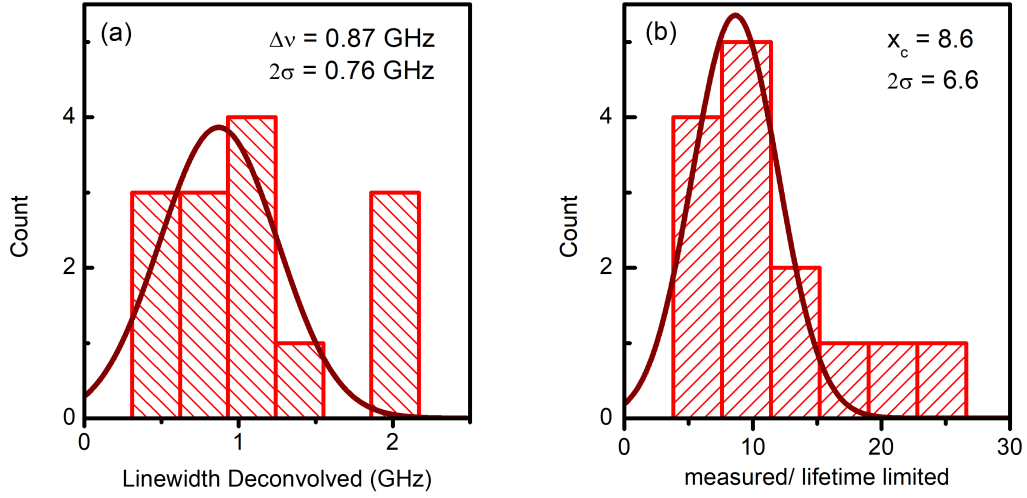 (a)
Δν = 0.87 GHz
2σ = 0.76 GHz
Count
4
2
0
0 1 2
Linewidth Deconvolved (GHz)
(b)
x_c = 8.6
2σ = 6.6
Count
4
2
0
0 10 20 30
measured/ lifetime limited